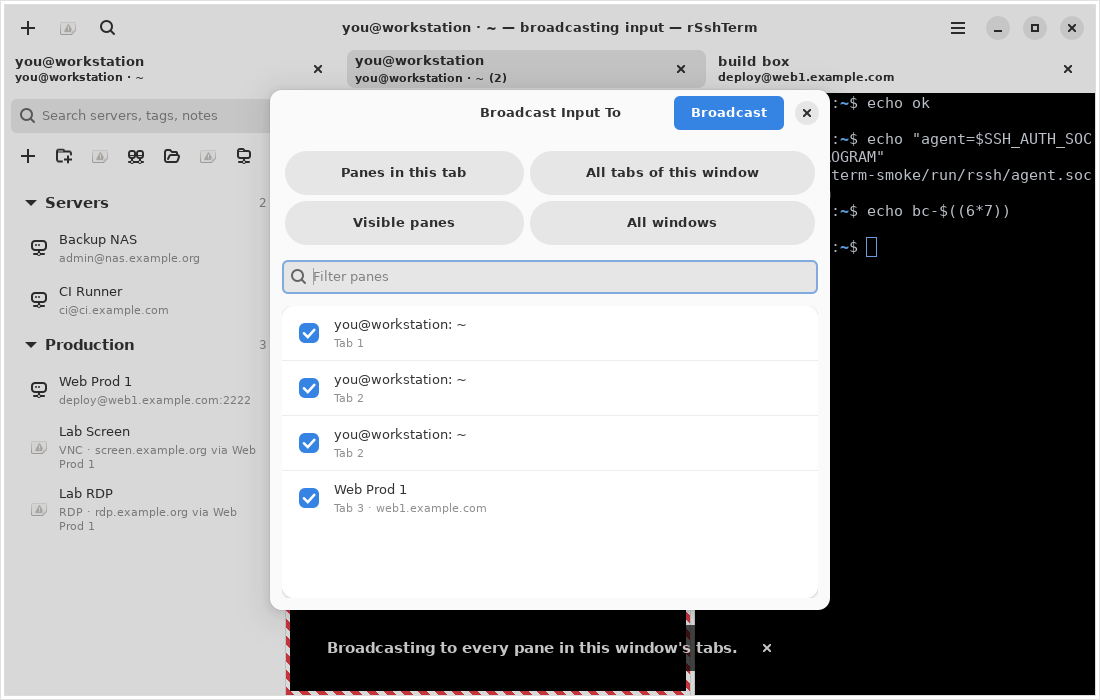 you@workstation · ~ — broadcasting input — rSshTerm
you@workstation
you@workstation · ~
you@workstation
you@workstation · ~ (2)
build box
deploy@web1.example.com
Search servers, tags, notes
Servers 2
Backup NAS
admin@nas.example.org
CI Runner
ci@ci.example.com
Production 3
Web Prod 1
deploy@web1.example.com:2222
Lab Screen
VNC · screen.example.org via Web
Prod 1
Lab RDP
RDP · rdp.example.org via Web
Prod 1
Broadcast Input To
Broadcast
Panes in this tab
All tabs of this window
Visible panes
All windows
Filter panes
you@workstation: ~
Tab 1
you@workstation: ~
Tab 2
you@workstation: ~
Tab 2
Web Prod 1
Tab 3 · web1.example.com
:~$ echo ok
:~$ echo "agent=$SSH_AUTH_SOC
OGRAM"
term-smoke/run/rssh/agent.soc
:~$ echo bc-$((6*7))
:~$
Broadcasting to every pane in this window's tabs.